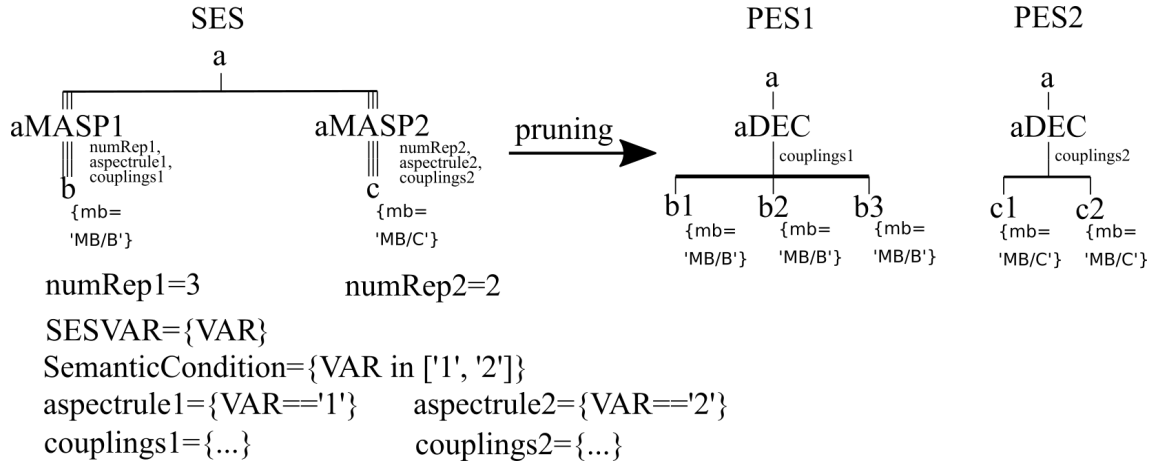 SES
a
aMASP1
numRep1,
aspectrule1,
couplings1
b
{mb=
'MB/B'}
aMASP2
numRep2,
aspectrule2,
couplings2
c
{mb=
'MB/C'}
numRep1=3
numRep2=2
SESVAR={VAR}
SemanticCondition={VAR in ['1', '2']}
aspectrule1={VAR=='1'}
aspectrule2={VAR=='2'}
couplings1={...}
couplings2={...}
pruning
PES1
a
aDEC
couplings1
b1
{mb=
'MB/B'}
b2
{mb=
'MB/B'}
b3
{mb=
'MB/B'}
PES2
a
aDEC
couplings2
c1
{mb=
'MB/C'}
c2
{mb=
'MB/C'}